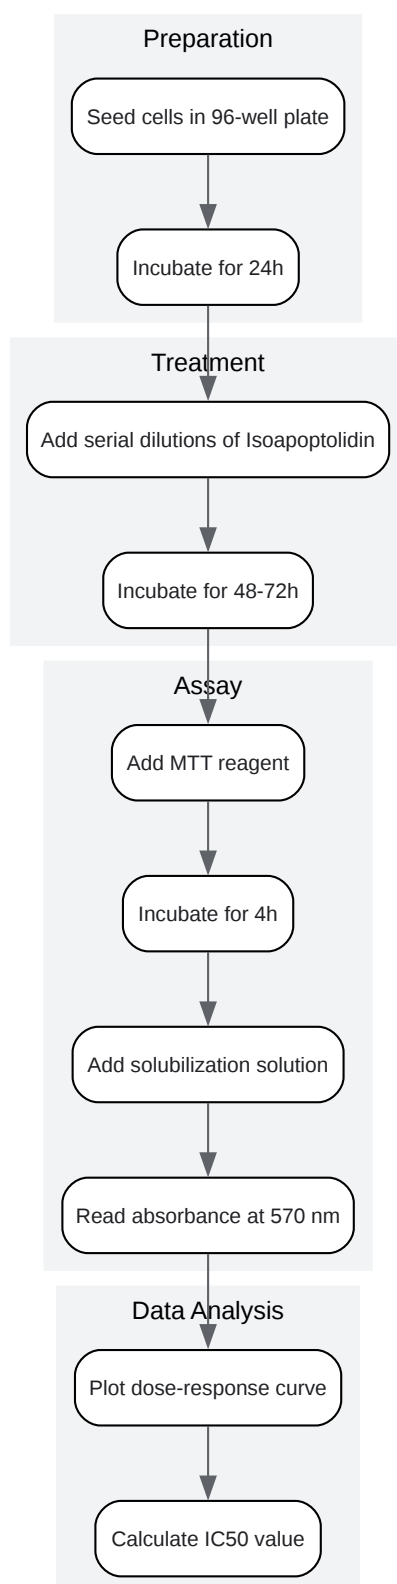 Preparation
Seed cells in 96-well plate
Incubate for 24h
Treatment
Add serial dilutions of Isoapoptolidin
Incubate for 48-72h
Assay
Add MTT reagent
Incubate for 4h
Add solubilization solution
Read absorbance at 570 nm
Data Analysis
Plot dose-response curve
Calculate IC50 value